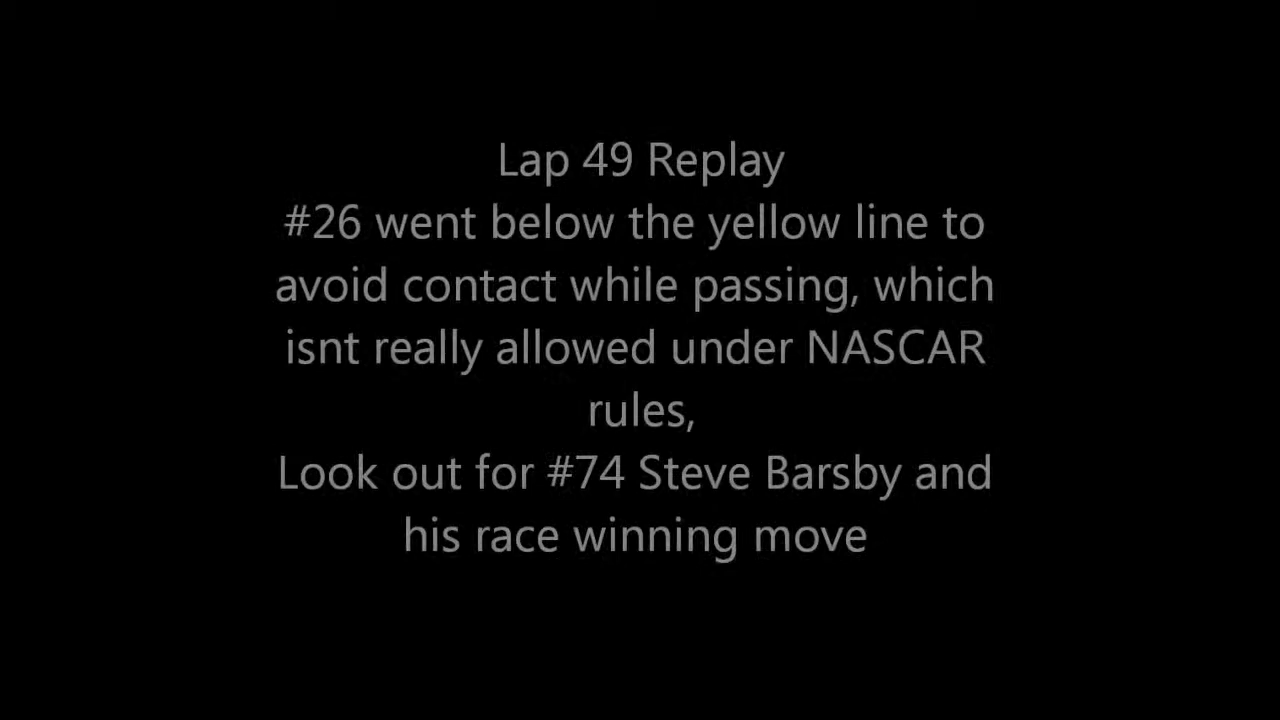 Lap 49 Replay
#26 went below the yellow line to
avoid contact while passing, which
isnt really allowed under NASCAR
rules,
Look out for #74 Steve Barsby and
his race winning move